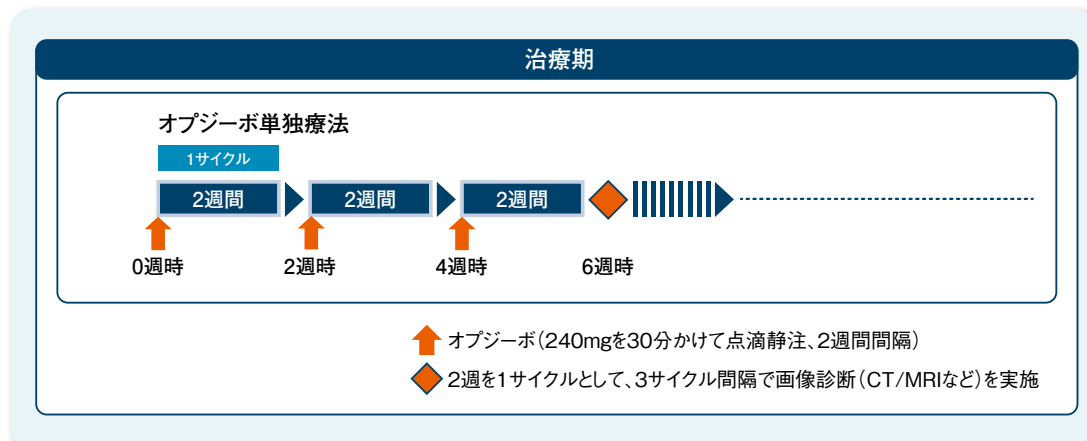 治療期
オプジーボ単独療法
1サイクル
2週間 2週間 2週間
0週時 2週時 4週時 6週時
オプジーボ（240mgを30分かけて点滴静注、2週間間隔）
2週を1サイクルとして、3サイクル間隔で画像診断（CT/MRIなど）を実施